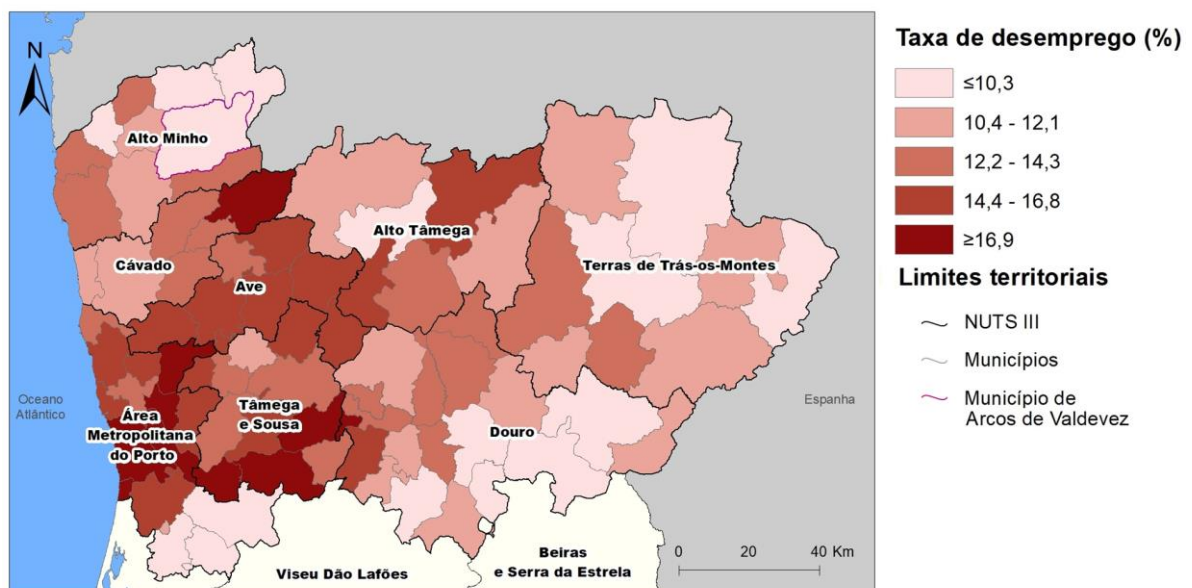 N
Alto Minho
Alto Tâmega
Terras de Trás-os-Montes
Cávado
Ave
Oceano
Atlântico
Espanha
Área
Metropolitana
do Porto
Tâmega
e Sousa
Douro
Viseu Dão Lafões
Beiras
e Serra da Estrela
0 20 40 Km
Taxa de desemprego (%)
≤10,3
10,4 - 12,1
12,2 - 14,3
14,4 - 16,8
≥16,9
Limites territoriais
NUTS III
Municípios
Município de
Arcos de Valdevez